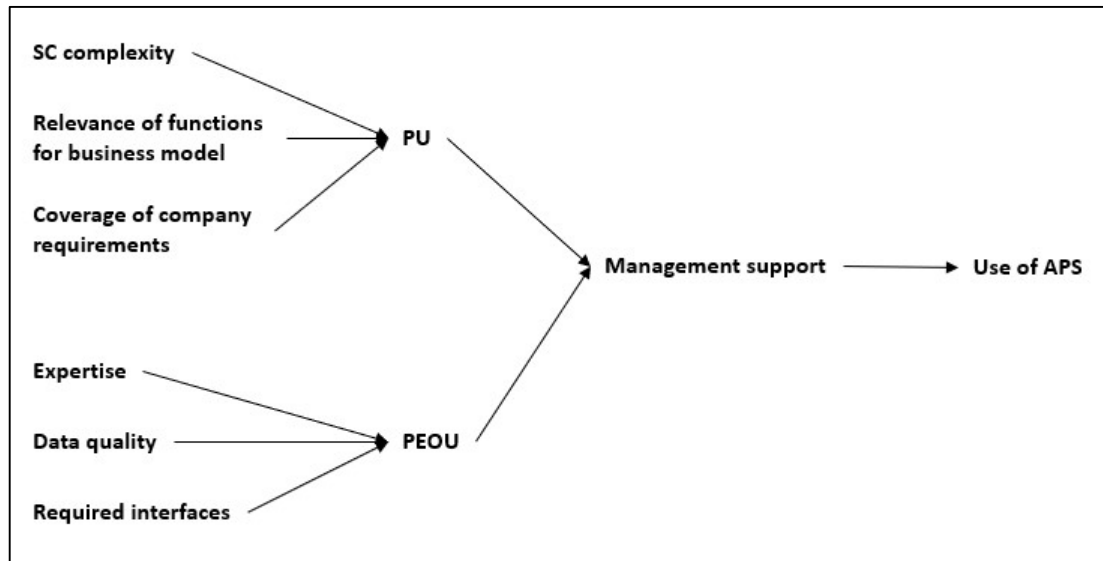 SC complexity
Relevance of functions
for business model
PU
Coverage of company
requirements
Management support
Use of APS
Expertise
Data quality
PEOU
Required interfaces